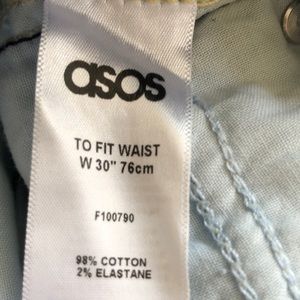 asos
TO FIT WAIST
W 30" 76cm
F100790
98% COTTON
2% ELASTANE